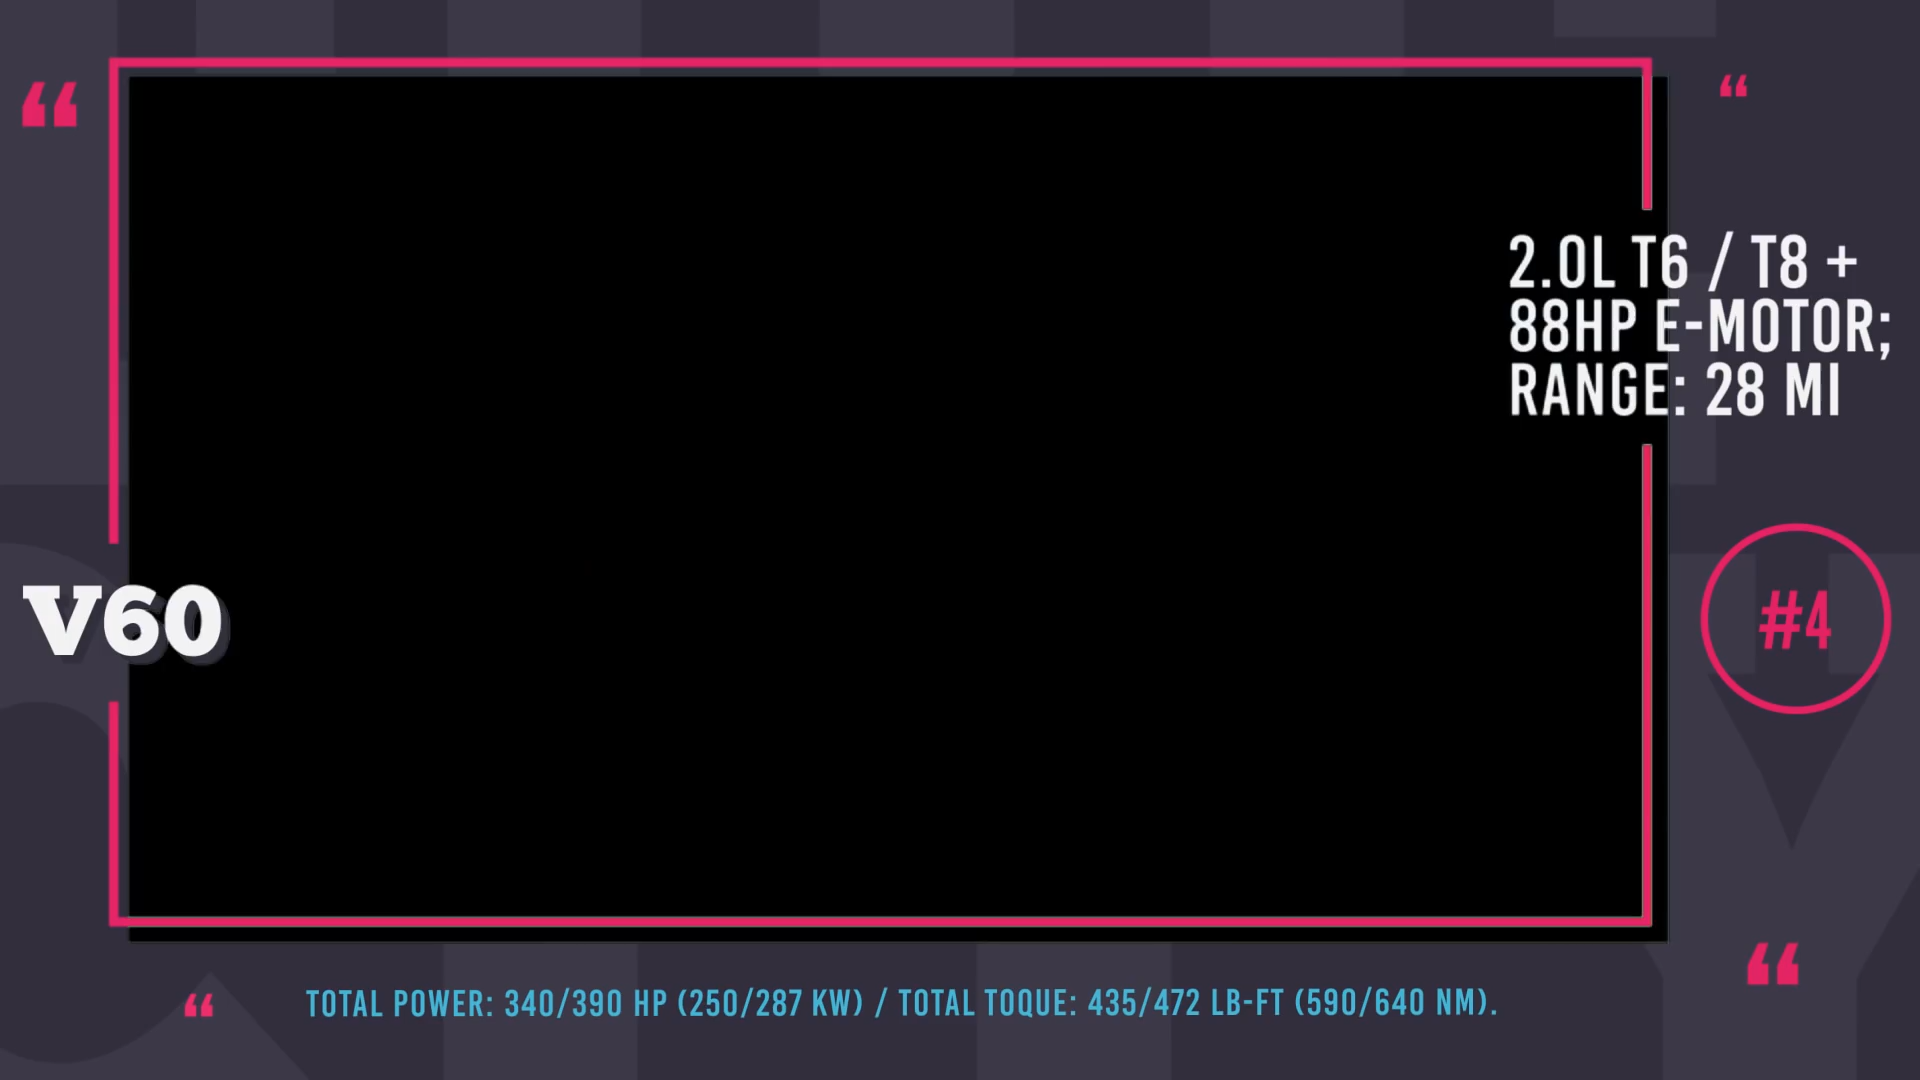 2.0L T6 / T8 +
88HP E-MOTOR;
RANGE: 28 MI
V60
#4
TOTAL POWER: 340/390 HP (250/287 KW) / TOTAL TOQUE: 435/472 LB-FT (590/640 NM).